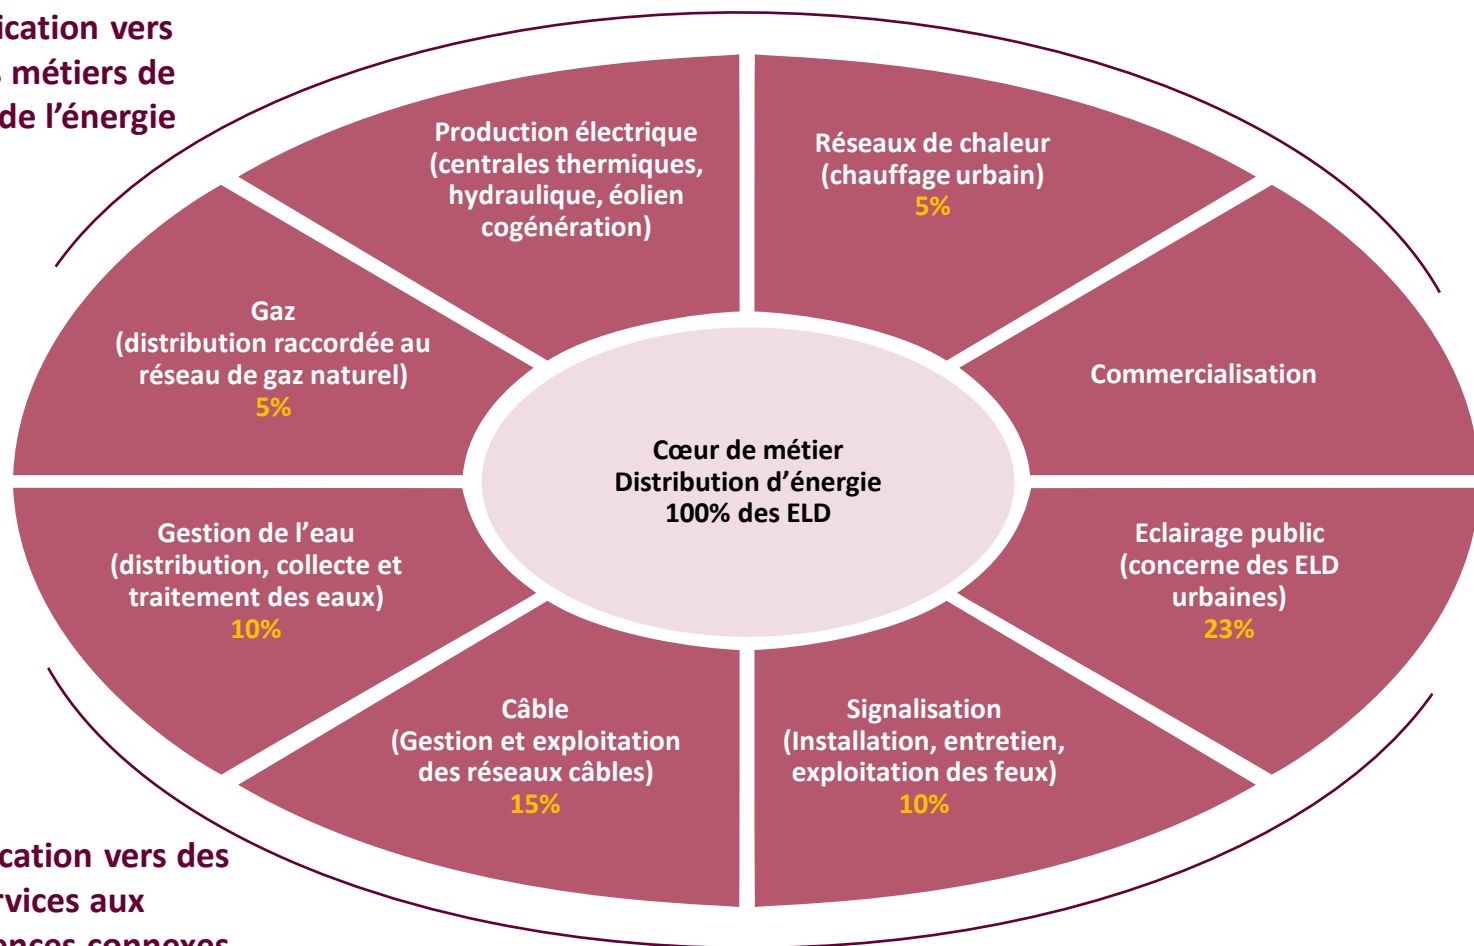 ication vers
s métiers de
de l'énergie
Production électrique
(centrales thermiques,
hydraulique, éolien
cogénération)
Réseaux de chaleur
(chauffage urbain)
5%
Gaz
(distribution raccordée au
réseau de gaz naturel)
5%
Commercialisation
Cœur de métier
Distribution d'énergie
100% des ELD
Gestion de l'eau
(distribution, collecte et
traitement des eaux)
10%
Eclairage public
(concerne des ELD
urbaines)
23%
Câble
(Gestion et exploitation
des réseaux câbles)
15%
Signalisation
(Installation, entretien,
exploitation des feux)
10%
cation vers des
rvices aux
ences connexes